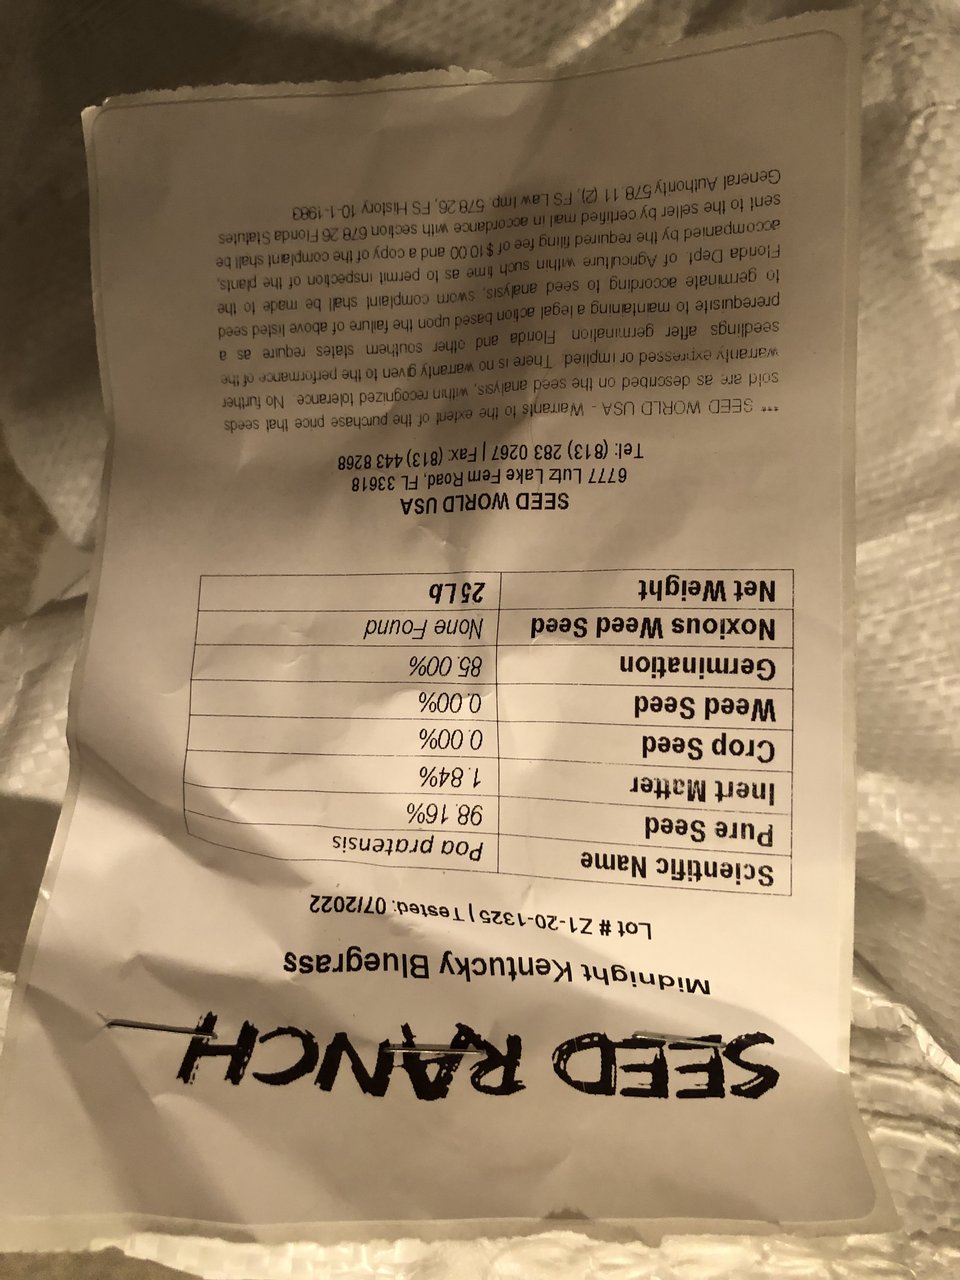 SEED RANCH
Midnight Kentucky Bluegrass
Lot # Z1-20-1325 | Tested: 07/2022
Scientific Name Poa pratensis
Pure Seed 98.16%
Inert Matter 1.84%
Crop Seed 0.00%
Weed Seed 0.00%
Germination 85.00%
Noxious Weed Seed None Found
Net Weight 25 Lb
SEED WORLD USA
6777 Lutz Lake Fern Road, FL 33618
Tel: (813) 283 0267 | Fax: (813) 443 8268
*** SEED WORLD USA - Warrants to the extent of the purchase price that seeds
sold are as described on the seed analysis, within recognized tolerance. No further
warranty expressed or implied. There is no warranty given to the performance of the
seedlings after germination. Florida and other southern states require as a
prerequisite to maintaining a legal action based upon the failure of above listed seed
to germinate according to seed analysis, sworn complaint shall be made to the
Florida Dept. of Agriculture within such time as to permit inspection of the plants,
accompanied by the required filing fee of $10.00 and a copy of the complaint shall be
sent to the seller by certified mail in accordance with section 678.26 Florida Statutes
General Authority578.11 (2), FS Law Imp 578.26, FS History 10-1-1983